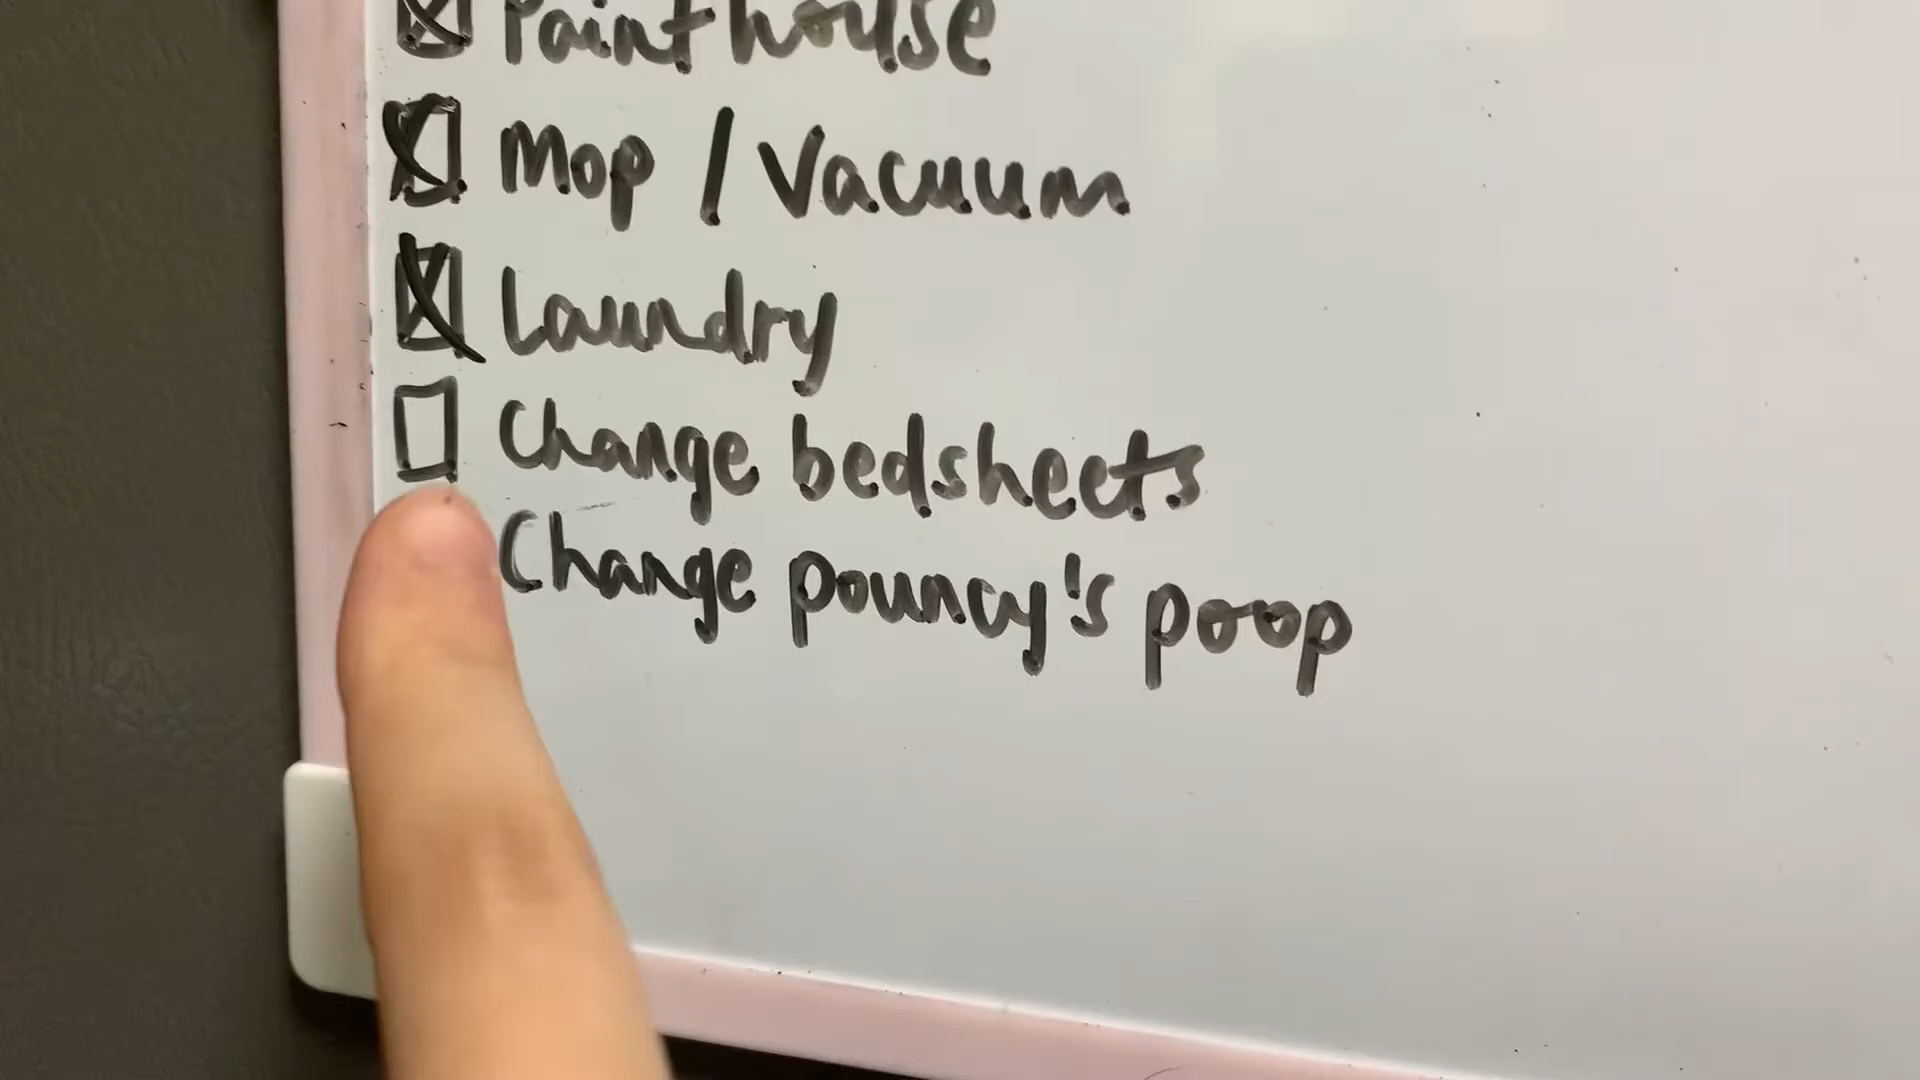 Paint house
Mop / Vacuum
Laundry
Change bedsheets
Change pouncy's poop